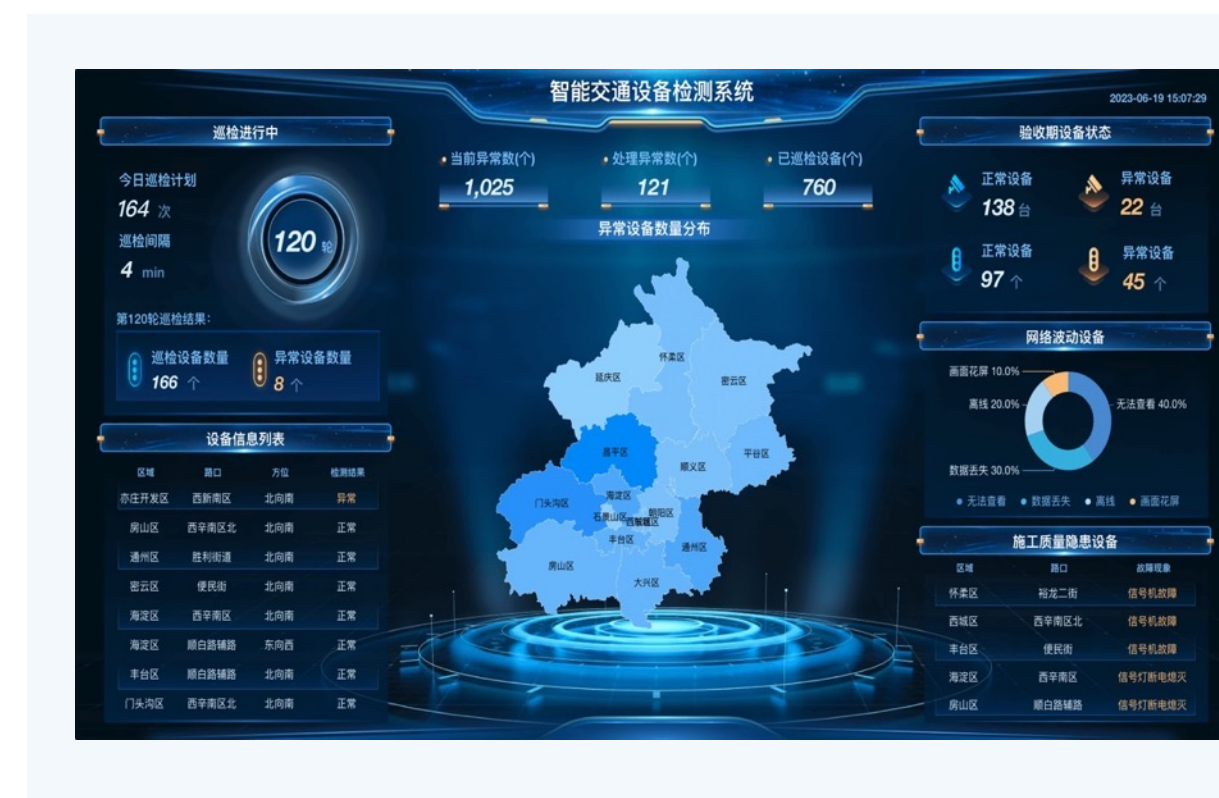 智能交通设备检测系统
2023-06-19 15:07:29
巡检进行中
今日巡检计划
164 次
巡检间隔
4 min
120 轮
第120轮巡检结果:
巡检设备数量
166 个
异常设备数量
8 个
设备信息列表
区域 路口 方位 检测结果
亦庄开发区 西新南区 北向南 异常
房山区 西辛南区北 北向南 正常
通州区 胜利街道 北向南 正常
密云区 便民街 北向南 正常
海淀区 西辛南区 北向南 正常
海淀区 顺白路辅路 东向西 正常
丰台区 顺白路辅路 北向南 正常
门头沟区 西辛南区北 北向南 正常
当前异常数(个)
1,025
处理异常数(个)
121
已巡检设备(个)
760
异常设备数量分布
怀柔区
延庆区
密云区
昌平区
顺义区
平谷区
门头沟区
海淀区
石景山区
朝阳区
丰台区
通州区
房山区
大兴区
验收期设备状态
正常设备
138 台
异常设备
22 台
正常设备
97 个
异常设备
45 个
网络波动设备
画面花屏 10.0%
离线 20.0%
无法查看 40.0%
数据丢失 30.0%
无法查看 数据丢失 离线 画面花屏
施工质量隐患设备
区域 路口 故障现象
怀柔区 裕龙二街 信号机故障
西城区 西辛南区北 信号机故障
丰台区 便民街 信号机故障
海淀区 西辛南区 信号灯断电熄灭
房山区 顺白路辅路 信号灯断电熄灭